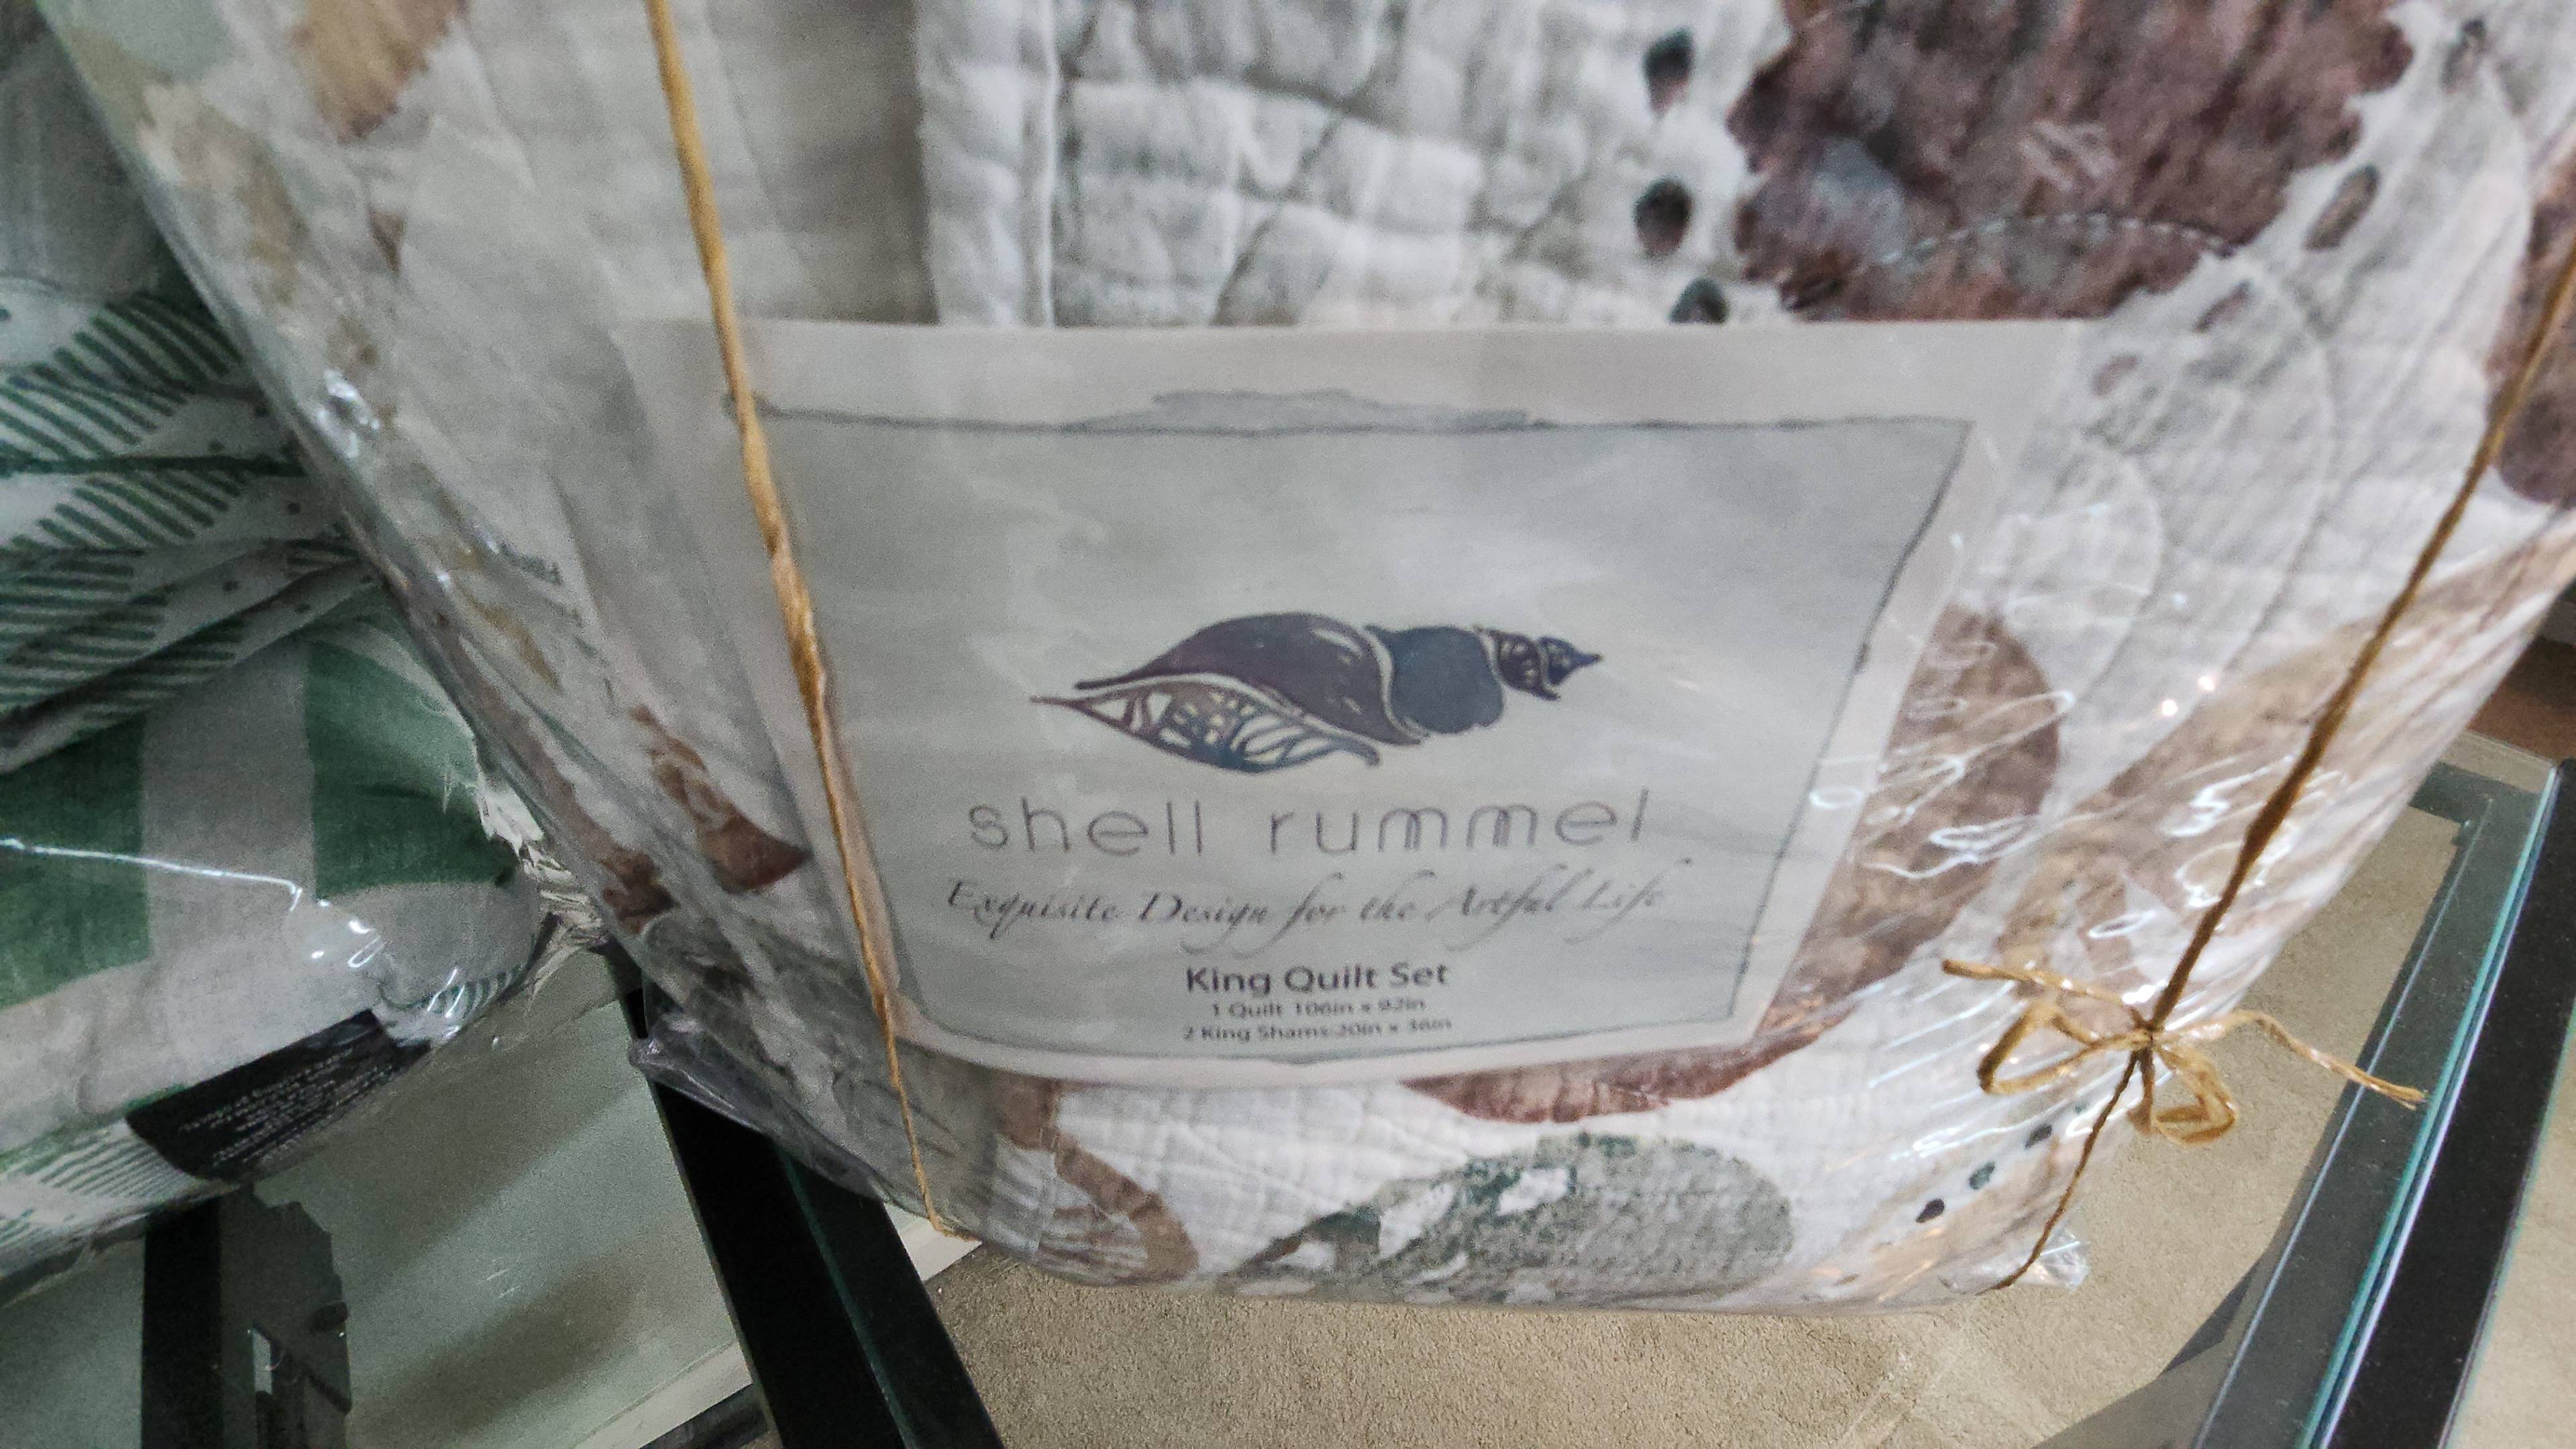 shell rummel
Exquisite Design for the Artful Life
King Quilt Set
1 Quilt 106in x 92in
2 King Shams:20in x 36in